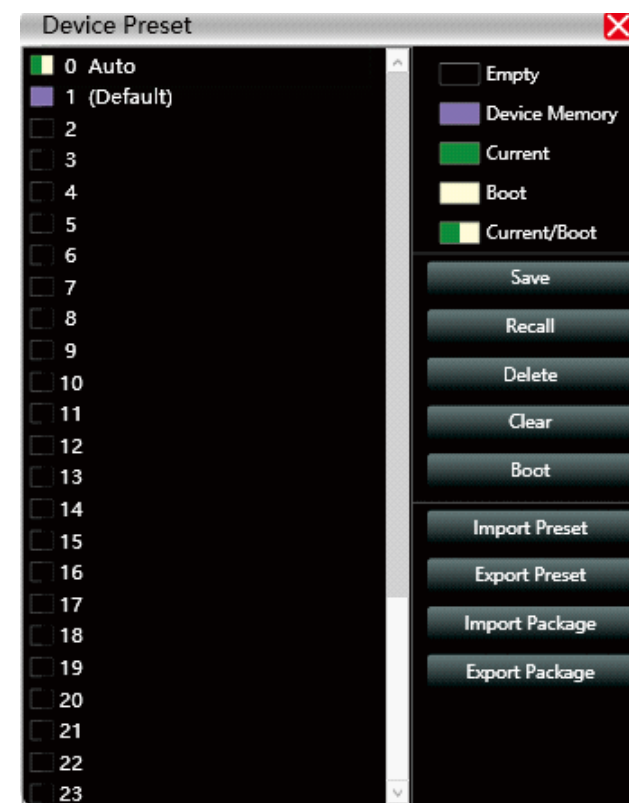 Device Preset
0 Auto
1 (Default)
2
3
4
5
6
7
8
9
10
11
12
13
14
15
16
17
18
19
20
21
22
23
Empty
Device Memory
Current
Boot
Current/Boot
Save
Recall
Delete
Clear
Boot
Import Preset
Export Preset
Import Package
Export Package